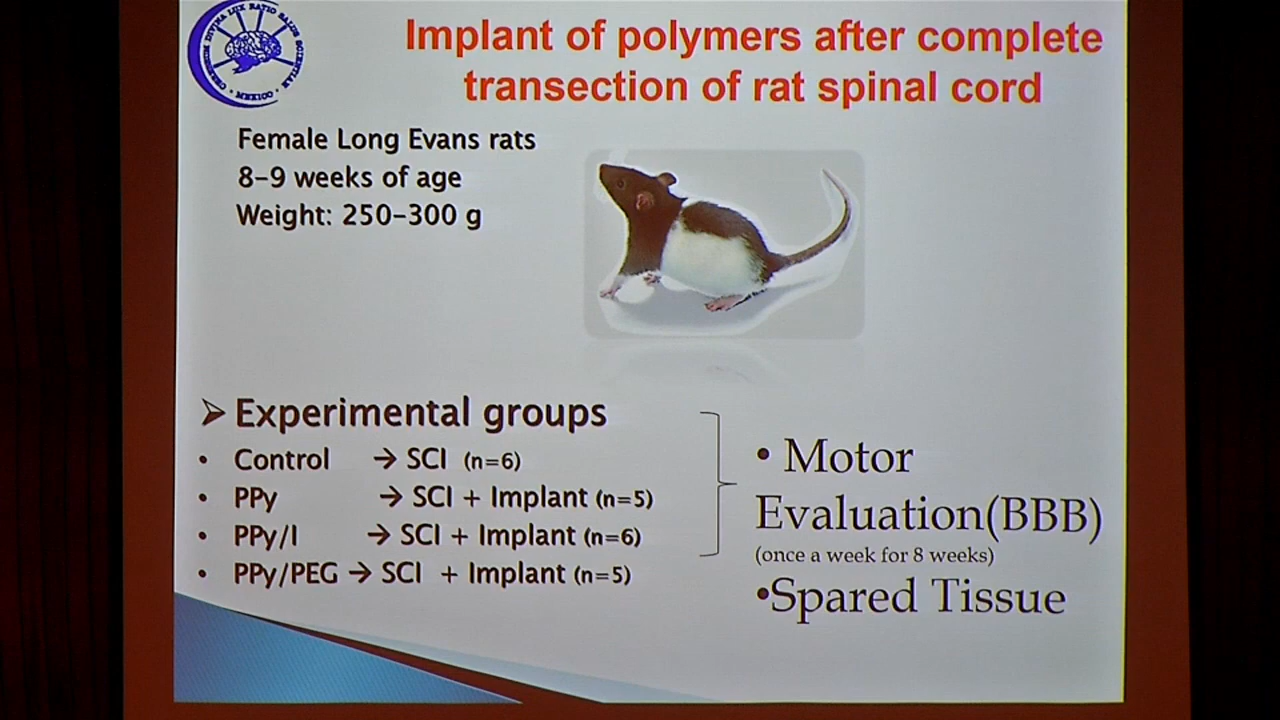 Implant of polymers after complete
transection of rat spinal cord
Female Long Evans rats
8-9 weeks of age
Weight: 250-300 g
➢ Experimental groups
• Control → SCI (n=6)
• PPy → SCI + Implant (n=5)
• PPy/I → SCI + Implant (n=6)
• PPy/PEG → SCI + Implant (n=5)
• Motor
Evaluation(BBB)
(once a week for 8 weeks)
•Spared Tissue